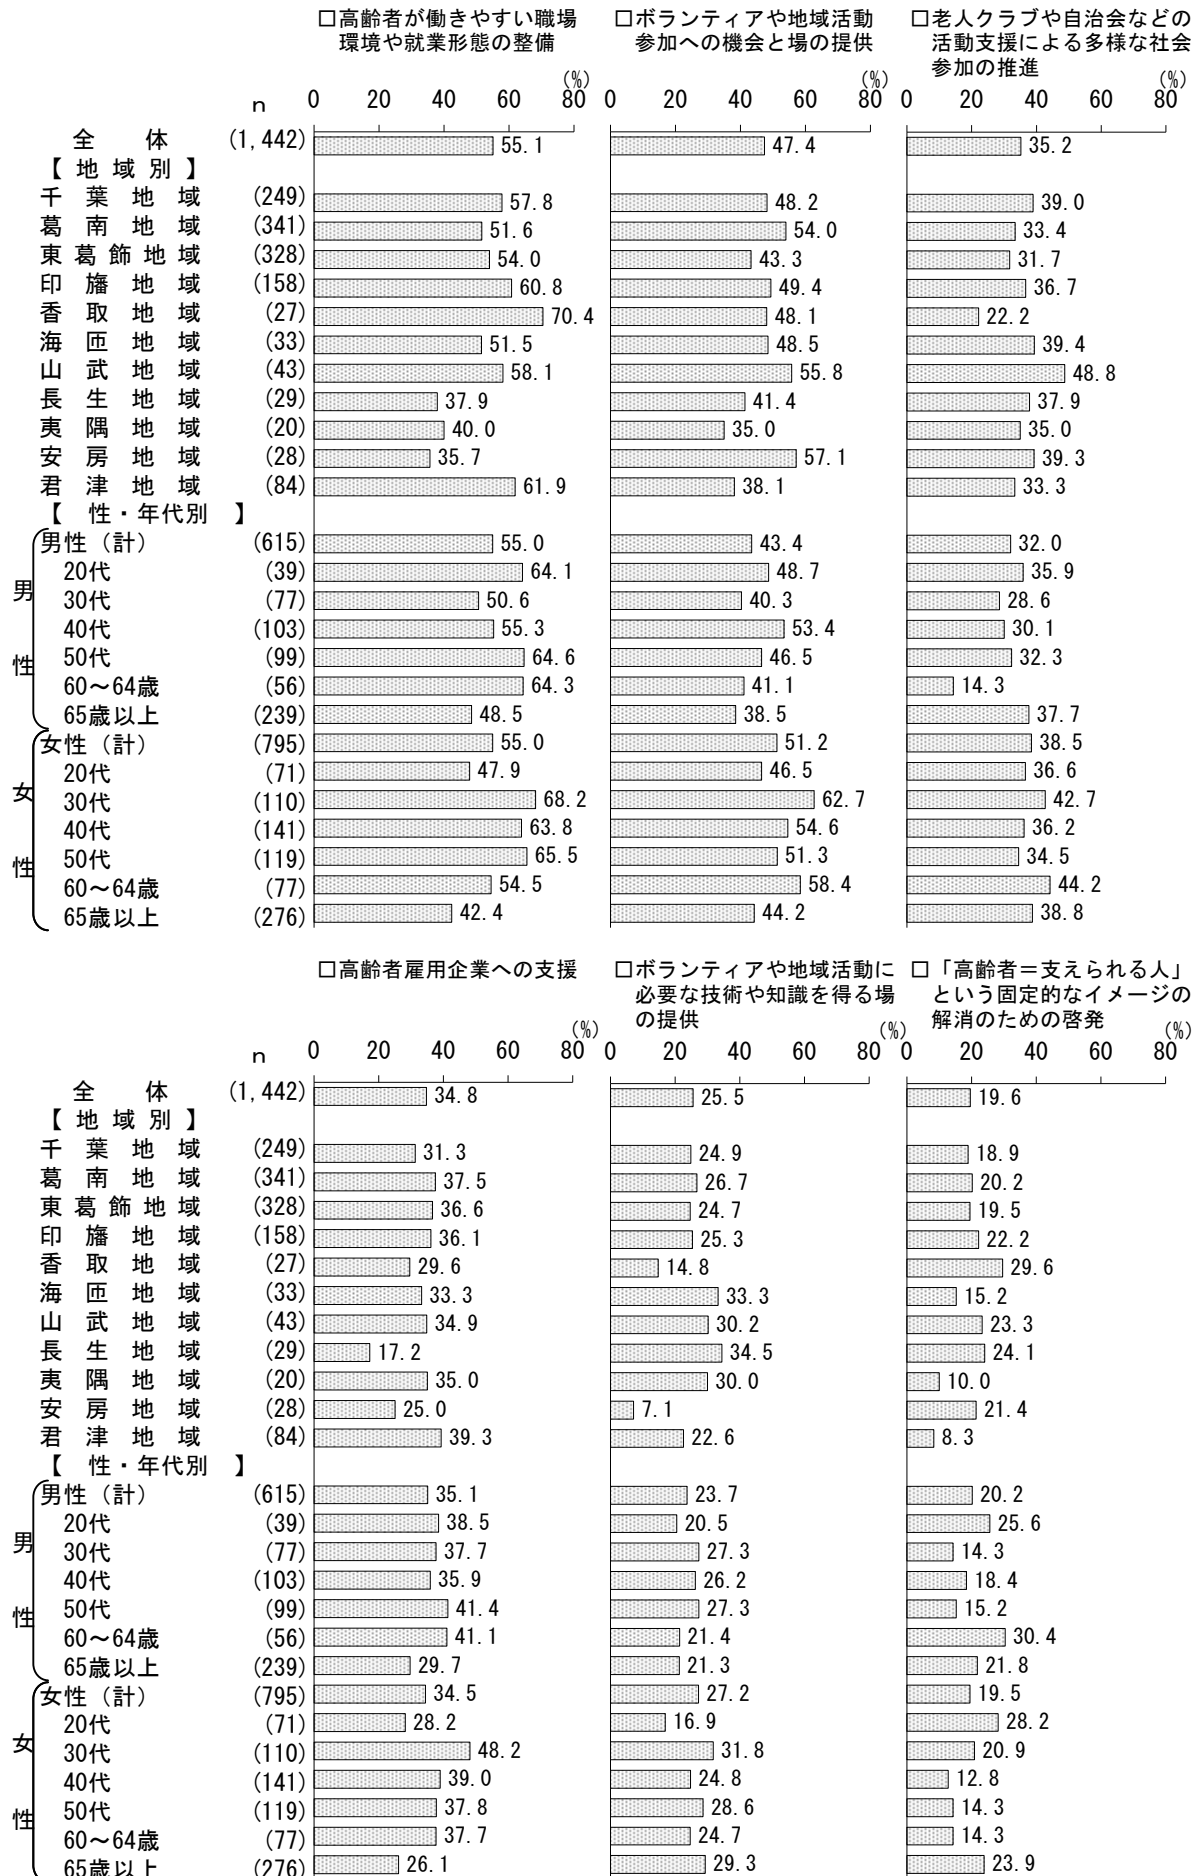 □高齢者が働きやすい職場
環境や就業形態の整備
□ボランティアや地域活動
参加への機会と場の提供
□老人クラブや自治会などの
活動支援による多様な社会
参加の推進
(%) (%) (%)
n 0 20 40 60 80 0 20 40 60 80 0 20 40 60 80
全体 (1,442) 55.1 47.4 35.2
【地域別】
千葉地域 (249) 57.8 48.2 39.0
葛南地域 (341) 51.6 54.0 33.4
東葛飾地域 (328) 54.0 43.3 31.7
印旛地域 (158) 60.8 49.4 36.7
香取地域 (27) 70.4 48.1 22.2
海匝地域 (33) 51.5 48.5 39.4
山武地域 (43) 58.1 55.8 48.8
長生地域 (29) 37.9 41.4 37.9
夷隅地域 (20) 40.0 35.0 35.0
安房地域 (28) 35.7 57.1 39.3
君津地域 (84) 61.9 38.1 33.3
【性・年代別】
男性
男性（計） (615) 55.0 43.4 32.0
20代 (39) 64.1 48.7 35.9
30代 (77) 50.6 40.3 28.6
40代 (103) 55.3 53.4 30.1
50代 (99) 64.6 46.5 32.3
60～64歳 (56) 64.3 41.1 14.3
65歳以上 (239) 48.5 38.5 37.7
女性
女性（計） (795) 55.0 51.2 38.5
20代 (71) 47.9 46.5 36.6
30代 (110) 68.2 62.7 42.7
40代 (141) 63.8 54.6 36.2
50代 (119) 65.5 51.3 34.5
60～64歳 (77) 54.5 58.4 44.2
65歳以上 (276) 42.4 44.2 38.8
□高齢者雇用企業への支援
□ボランティアや地域活動に
必要な技術や知識を得る場
の提供
□「高齢者＝支えられる人」
という固定的なイメージの
解消のための啓発
(%) (%) (%)
n 0 20 40 60 80 0 20 40 60 80 0 20 40 60 80
全体 (1,442) 34.8 25.5 19.6
【地域別】
千葉地域 (249) 31.3 24.9 18.9
葛南地域 (341) 37.5 26.7 20.2
東葛飾地域 (328) 36.6 24.7 19.5
印旛地域 (158) 36.1 25.3 22.2
香取地域 (27) 29.6 14.8 29.6
海匝地域 (33) 33.3 33.3 15.2
山武地域 (43) 34.9 30.2 23.3
長生地域 (29) 17.2 34.5 24.1
夷隅地域 (20) 35.0 30.0 10.0
安房地域 (28) 25.0 7.1 21.4
君津地域 (84) 39.3 22.6 8.3
【性・年代別】
男性
男性（計） (615) 35.1 23.7 20.2
20代 (39) 38.5 20.5 25.6
30代 (77) 37.7 27.3 14.3
40代 (103) 35.9 26.2 18.4
50代 (99) 41.4 27.3 15.2
60～64歳 (56) 41.1 21.4 30.4
65歳以上 (239) 29.7 21.3 21.8
女性
女性（計） (795) 34.5 27.2 19.5
20代 (71) 28.2 16.9 28.2
30代 (110) 48.2 31.8 20.9
40代 (141) 39.0 24.8 12.8
50代 (119) 37.8 28.6 14.3
60～64歳 (77) 37.7 24.7 14.3
65歳以上 (276) 26.1 29.3 23.9